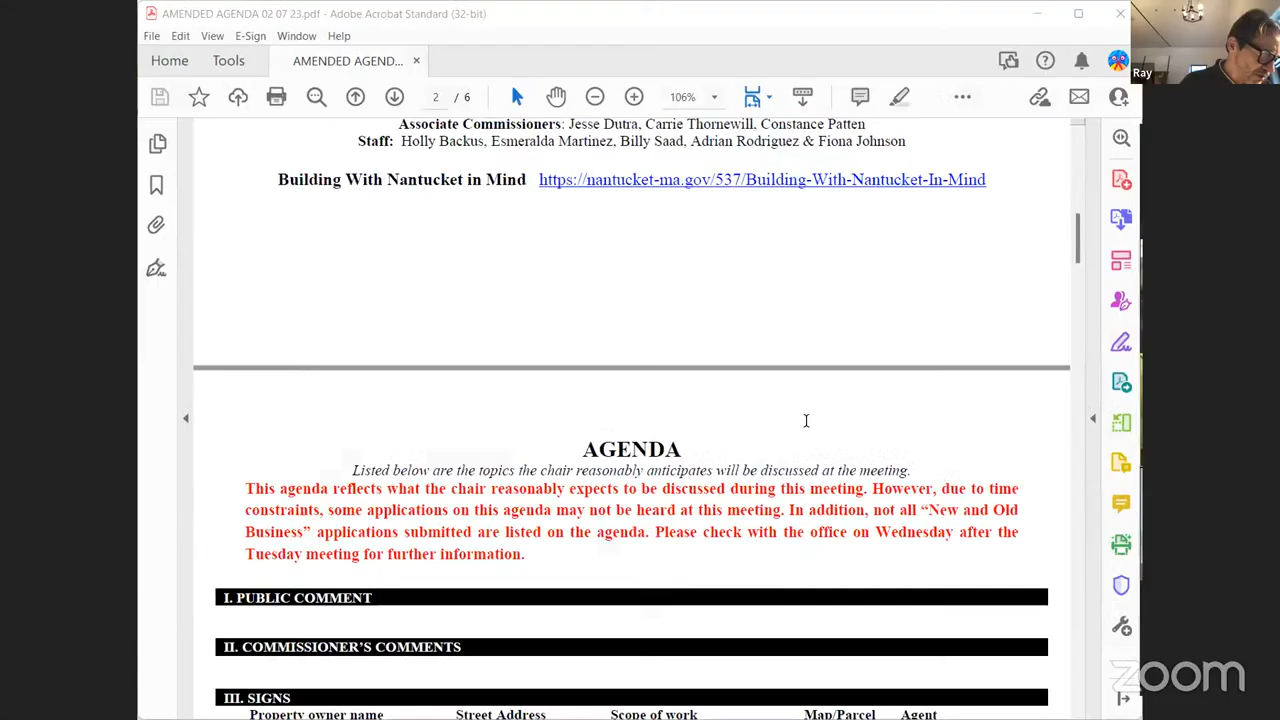 AMENDED AGENDA 02 07 23.pdf - Adobe Acrobat Standard (32-bit)
File Edit View E-Sign Window Help
Home Tools AMENDED AGEND... ×
2 / 6 106%
Ray
Associate Commissioners: Jesse Dutra, Carrie Thornewill, Constance Patten
Staff: Holly Backus, Esmeralda Martinez, Billy Saad, Adrian Rodriguez & Fiona Johnson
Building With Nantucket in Mind https://nantucket-ma.gov/537/Building-With-Nantucket-In-Mind
AGENDA
Listed below are the topics the chair reasonably anticipates will be discussed at the meeting.
This agenda reflects what the chair reasonably expects to be discussed during this meeting. However, due to time
constraints, some applications on this agenda may not be heard at this meeting. In addition, not all “New and Old
Business” applications submitted are listed on the agenda. Please check with the office on Wednesday after the
Tuesday meeting for further information.
I. PUBLIC COMMENT
II. COMMISSIONER’S COMMENTS
III. SIGNS
Property owner name Street Address Scope of work Map/Parcel Agent
zoom